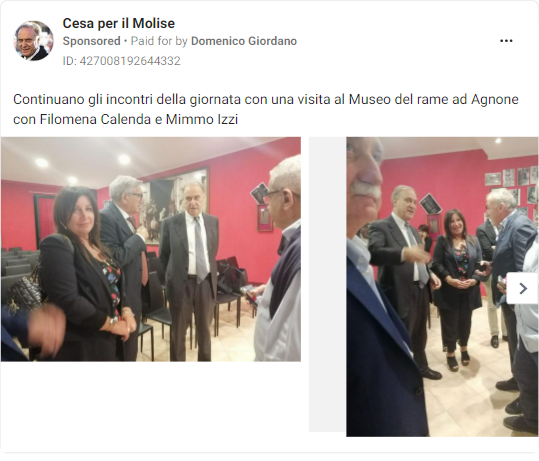 Cesa per il Molise
Sponsored • Paid for by Domenico Giordano
ID: 427008192644332
Continuano gli incontri della giornata con una visita al Museo del rame ad Agnone
con Filomena Calenda e Mimmo Izzi